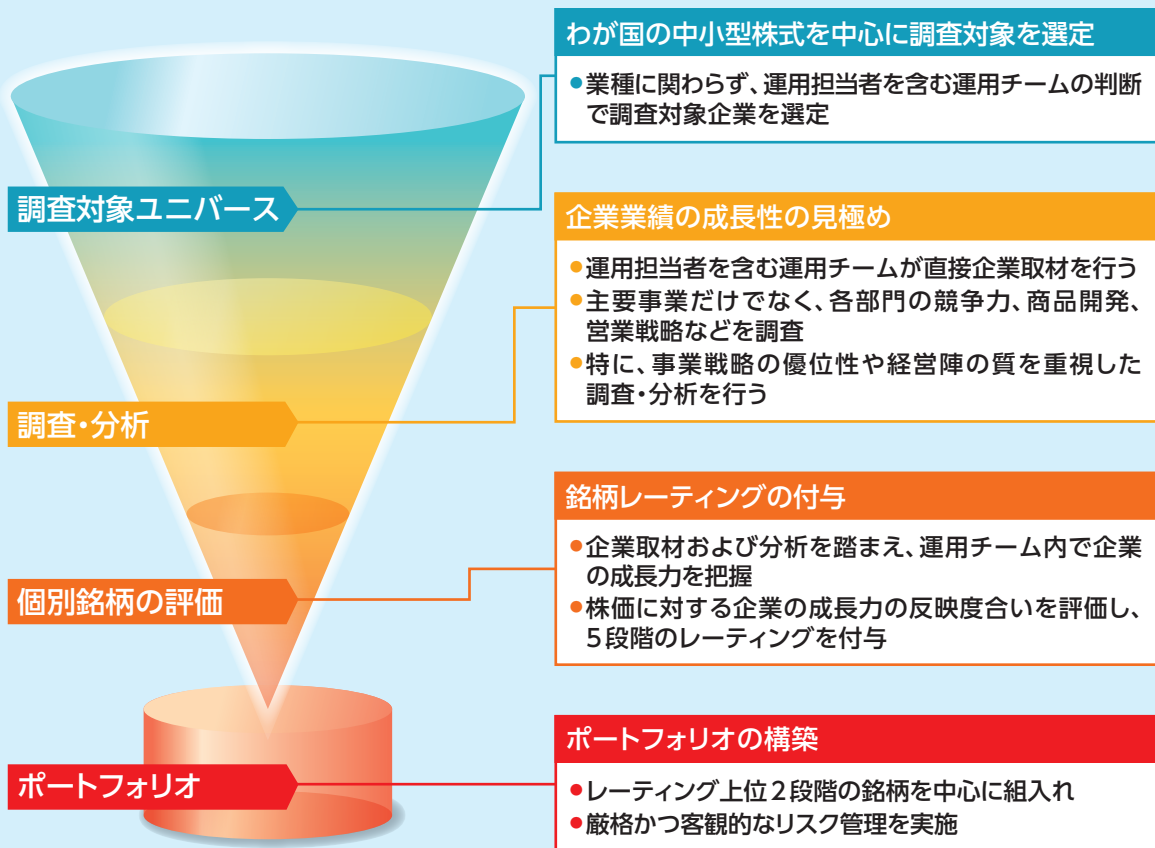 わが国の中小型株式を中心に調査対象を選定
●業種に関わらず、運用担当者を含む運用チームの判断
で調査対象企業を選定
調査対象ユニバース
企業業績の成長性の見極め
●運用担当者を含む運用チームが直接企業取材を行う
●主要事業だけでなく、各部門の競争力、商品開発、
営業戦略などを調査
●特に、事業戦略の優位性や経営陣の質を重視した
調査・分析を行う
調査・分析
銘柄レーティングの付与
●企業取材および分析を踏まえ、運用チーム内で企業
の成長力を把握
●株価に対する企業の成長力の反映度合いを評価し、
5段階のレーティングを付与
個別銘柄の評価
ポートフォリオの構築
●レーティング上位2段階の銘柄を中心に組入れ
●厳格かつ客観的なリスク管理を実施
ポートフォリオ